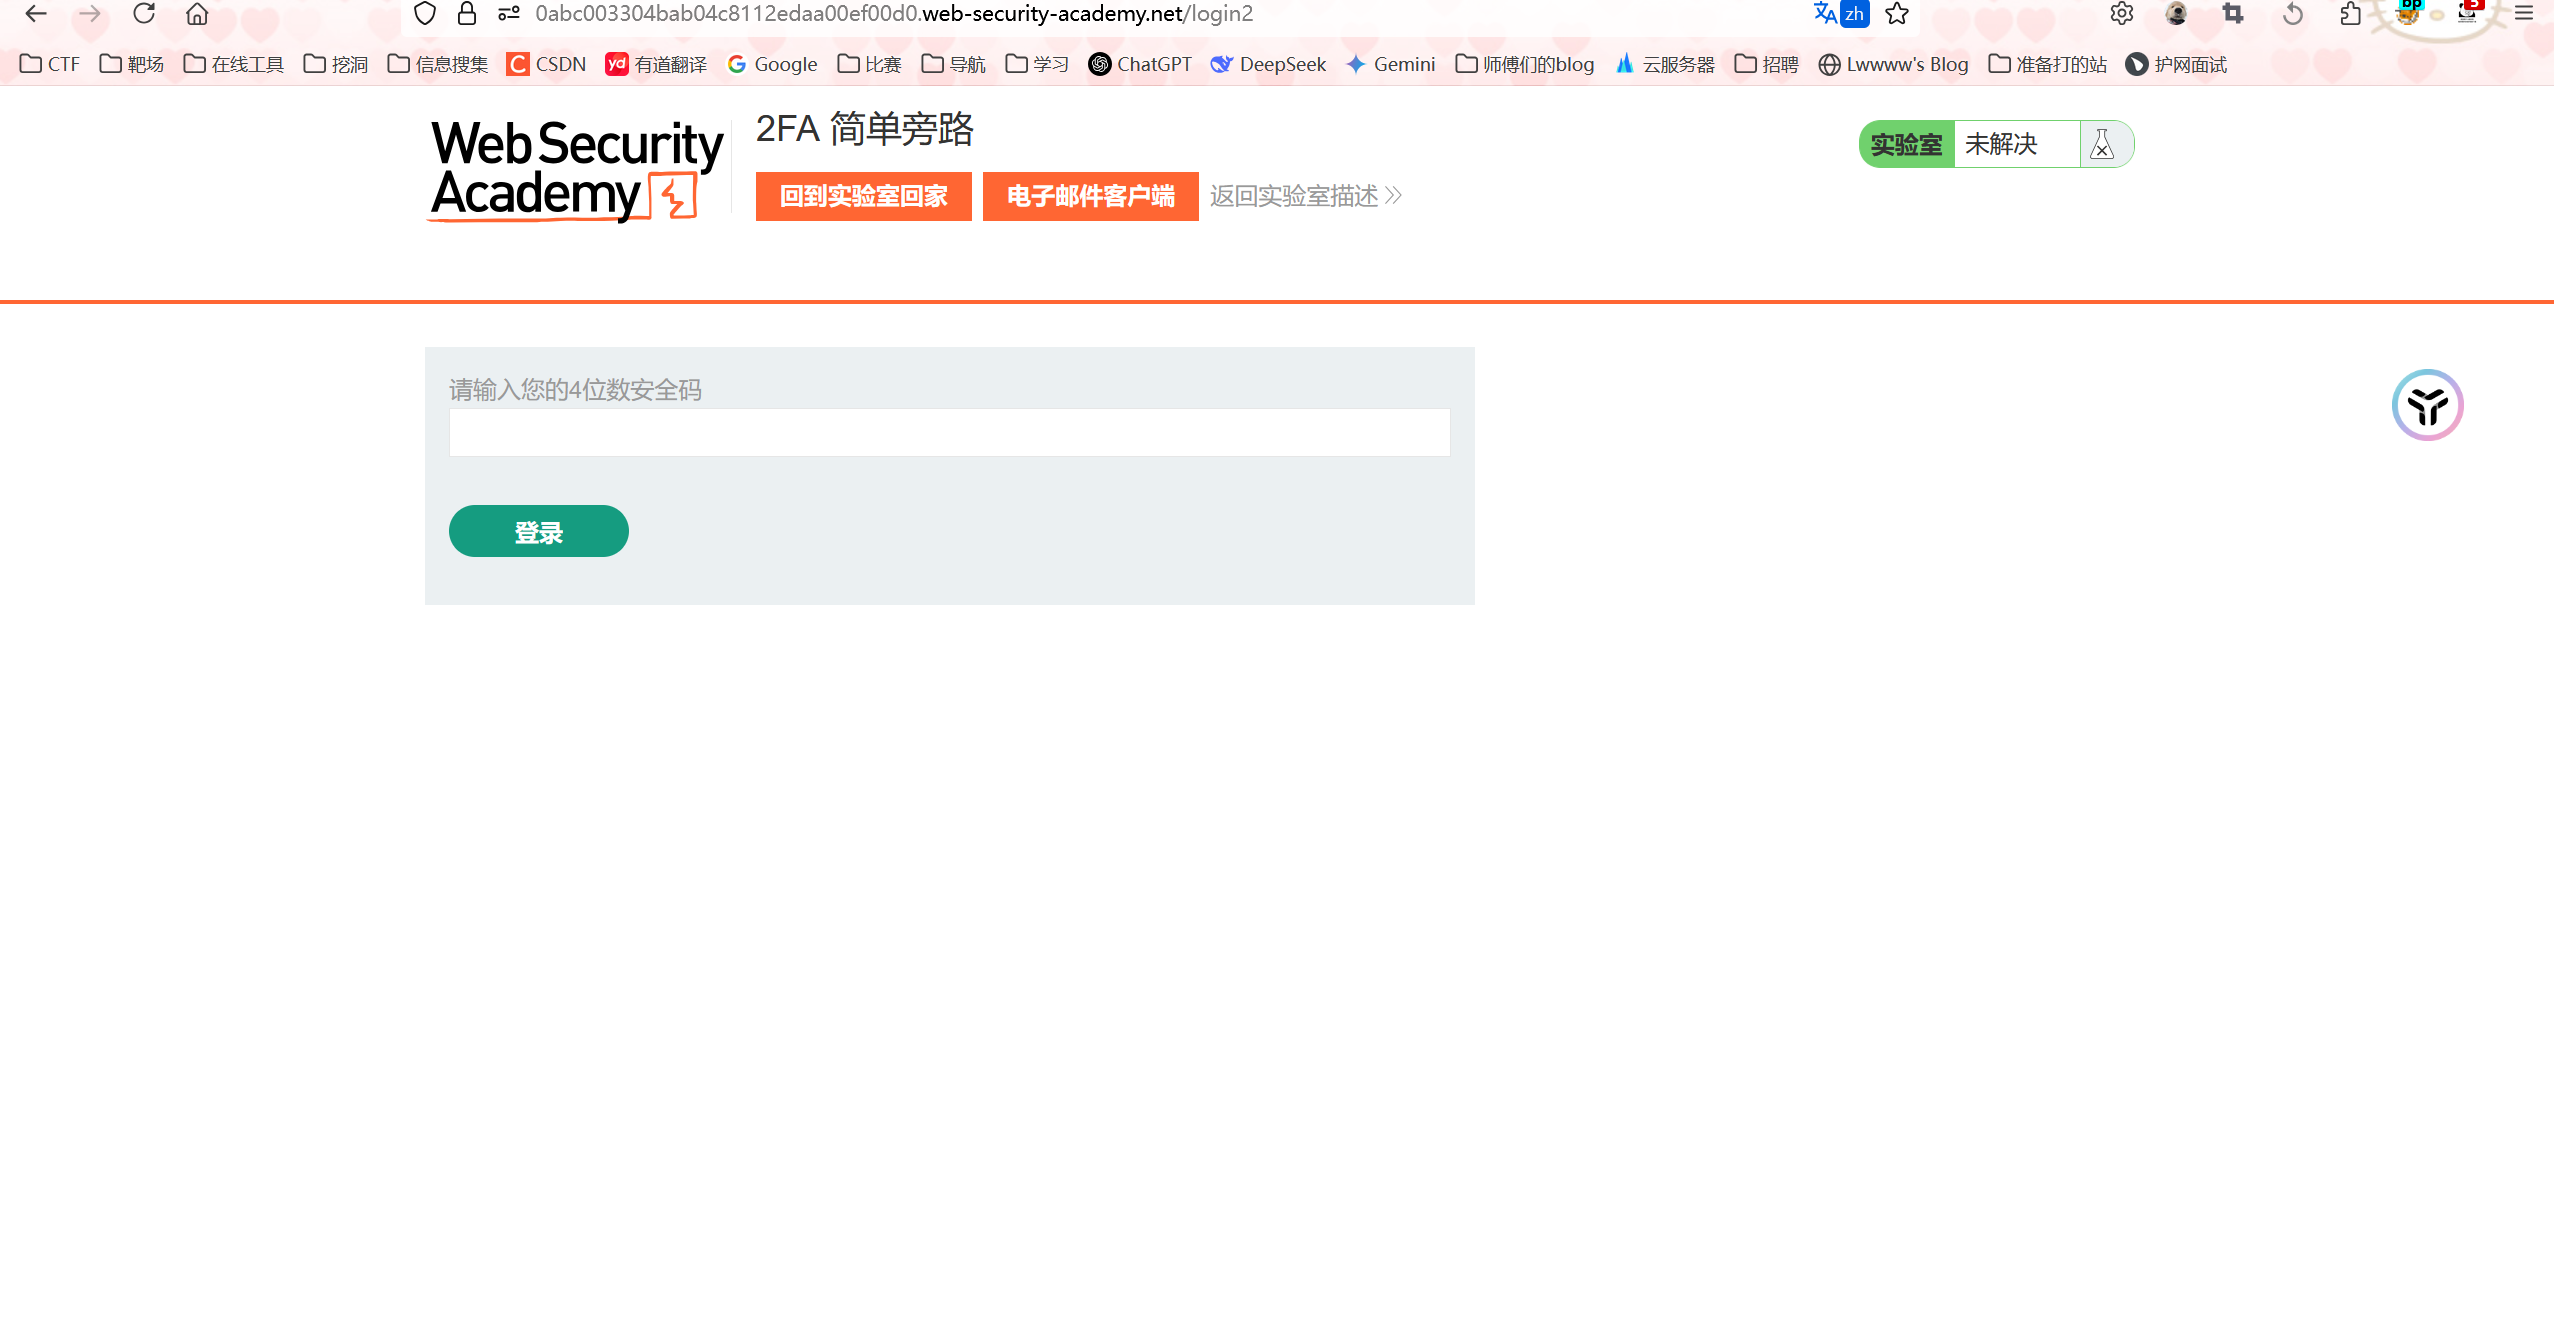 0abc003304bab04c8112edaa00ef00d0.web-security-academy.net/login2
zh
bp
5
CTF 靶场 在线工具 挖洞 信息搜集 CSDN 有道翻译 Google 比赛 导航 学习 ChatGPT DeepSeek Gemini 师傅们的blog 云服务器 招聘 Lwwww's Blog 准备打的站 护网面试
Web Security
Academy
2FA 简单旁路
回到实验室回家 电子邮件客户端 返回实验室描述
实验室 未解决
请输入您的4位数安全码
登录